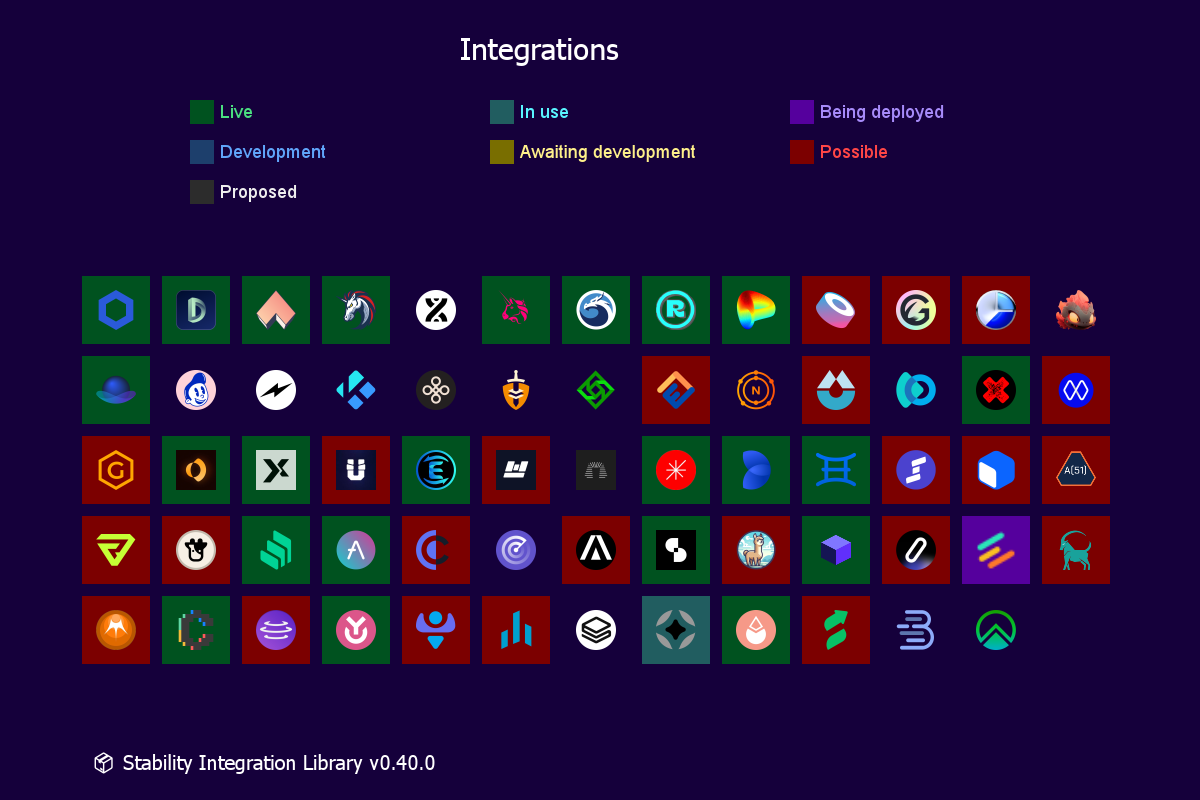 Integrations
Live In use Being deployed
Development Awaiting development Possible
Proposed
N
G
A(51)
Stability Integration Library v0.40.0